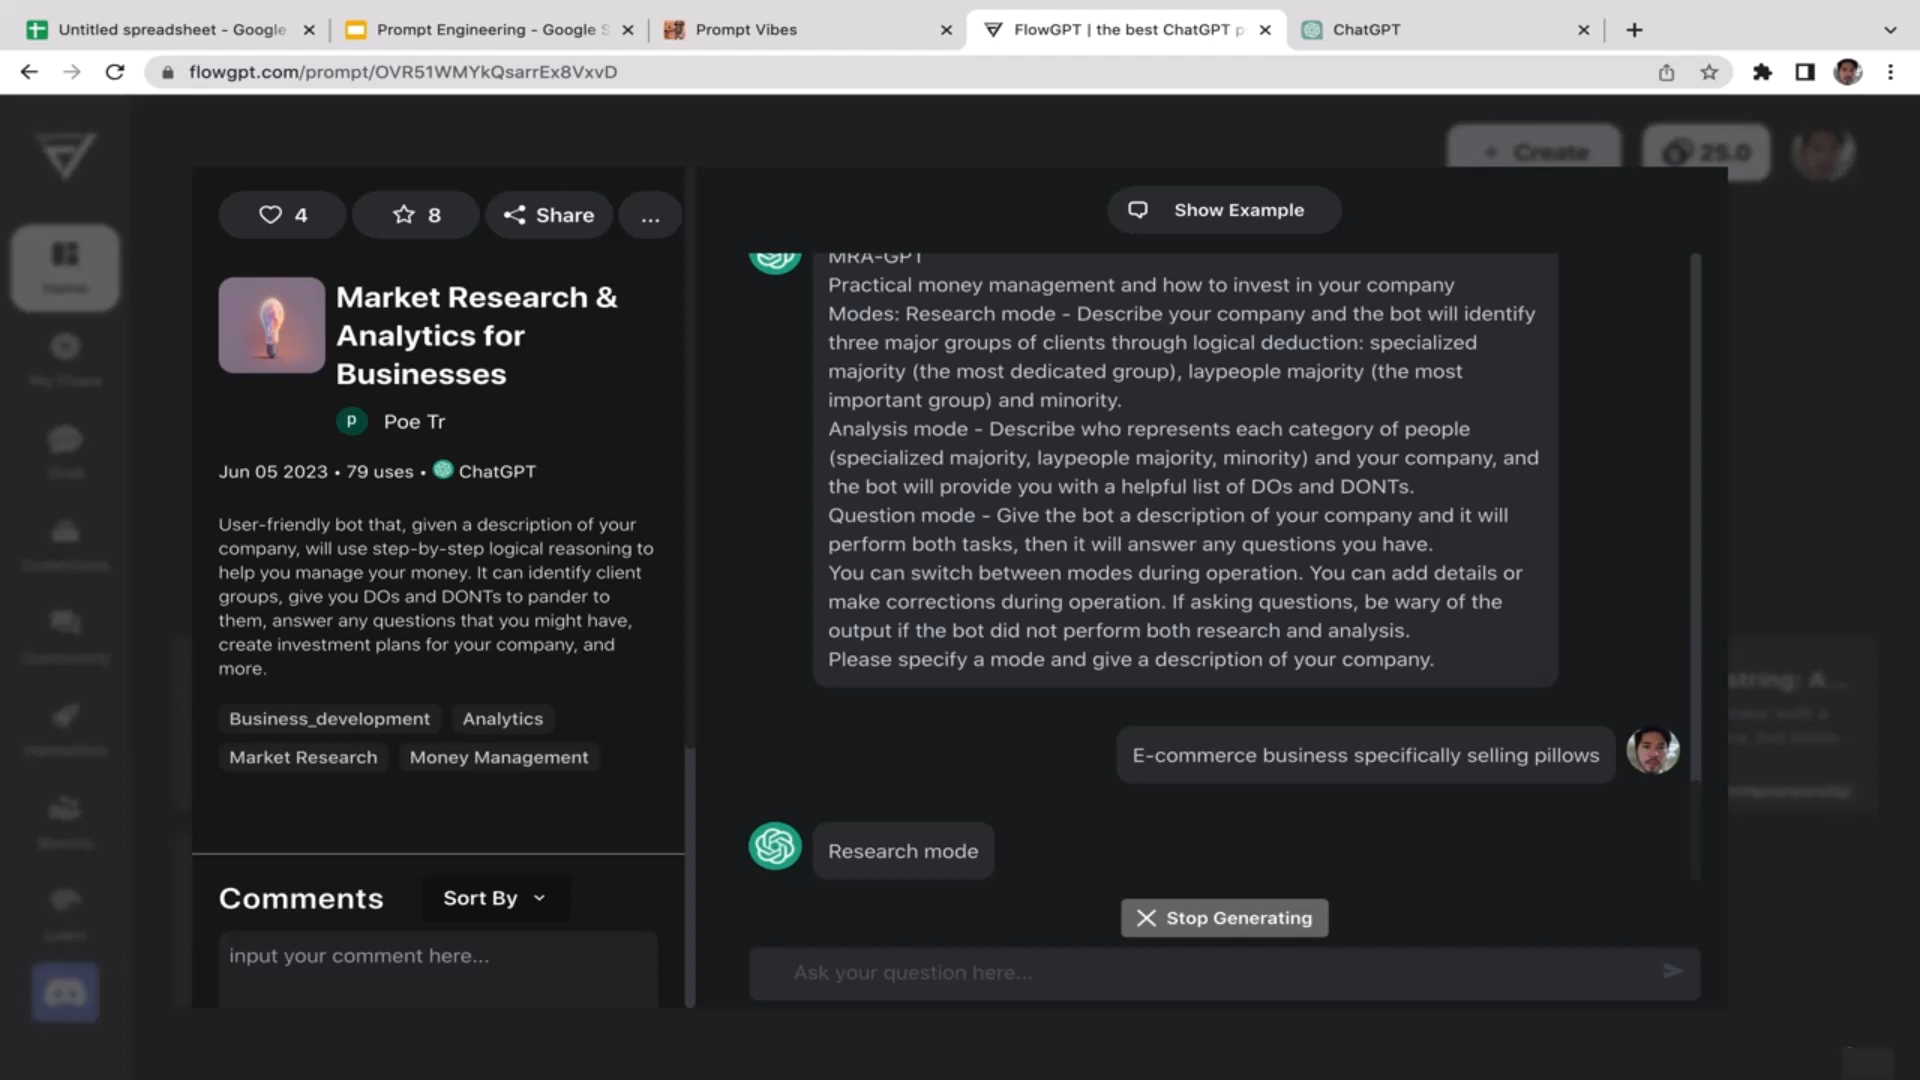 Untitled spreadsheet - Google
Prompt Engineering - Google S
Prompt Vibes
FlowGPT | the best ChatGPT p
ChatGPT
flowgpt.com/prompt/OVR51WMYkQsarrEx8VxvD
+ Create
25.0
Home
4
8
Share
...
Show Example
Market Research &
Analytics for
Businesses
P
Poe Tr
Jun 05 2023 • 79 uses • ChatGPT
User-friendly bot that, given a description of your
company, will use step-by-step logical reasoning to
help you manage your money. It can identify client
groups, give you DOs and DONTs to pander to
them, answer any questions that you might have,
create investment plans for your company, and
more.
Business_development
Analytics
Market Research
Money Management
Comments
Sort By
input your comment here...
MRA-GPT
Practical money management and how to invest in your company
Modes: Research mode - Describe your company and the bot will identify
three major groups of clients through logical deduction: specialized
majority (the most dedicated group), laypeople majority (the most
important group) and minority.
Analysis mode - Describe who represents each category of people
(specialized majority, laypeople majority, minority) and your company, and
the bot will provide you with a helpful list of DOs and DONTs.
Question mode - Give the bot a description of your company and it will
perform both tasks, then it will answer any questions you have.
You can switch between modes during operation. You can add details or
make corrections during operation. If asking questions, be wary of the
output if the bot did not perform both research and analysis.
Please specify a mode and give a description of your company.
E-commerce business specifically selling pillows
Research mode
Stop Generating
Ask your question here...